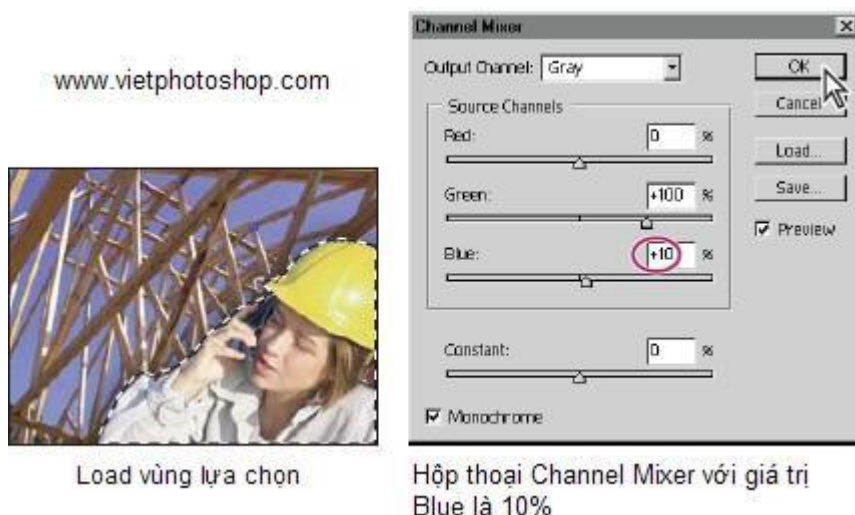 www.vietphotoshop.com
Load vùng lựa chọn
Channel Mixer
Output Channel: Gray
OK
Cancel
Load...
Save...
Preview
Source Channels
Red: 0 %
Green: +100 %
Blue: +10 %
Constant: 0 %
Monochrome
Hộp thoại Channel Mixer với giá trị
Blue là 10%